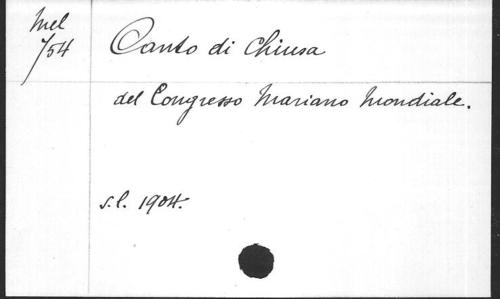 Mel
754
Canto di Chiusa
del Congresso Mariano Mondiale.
s.l. 1904.